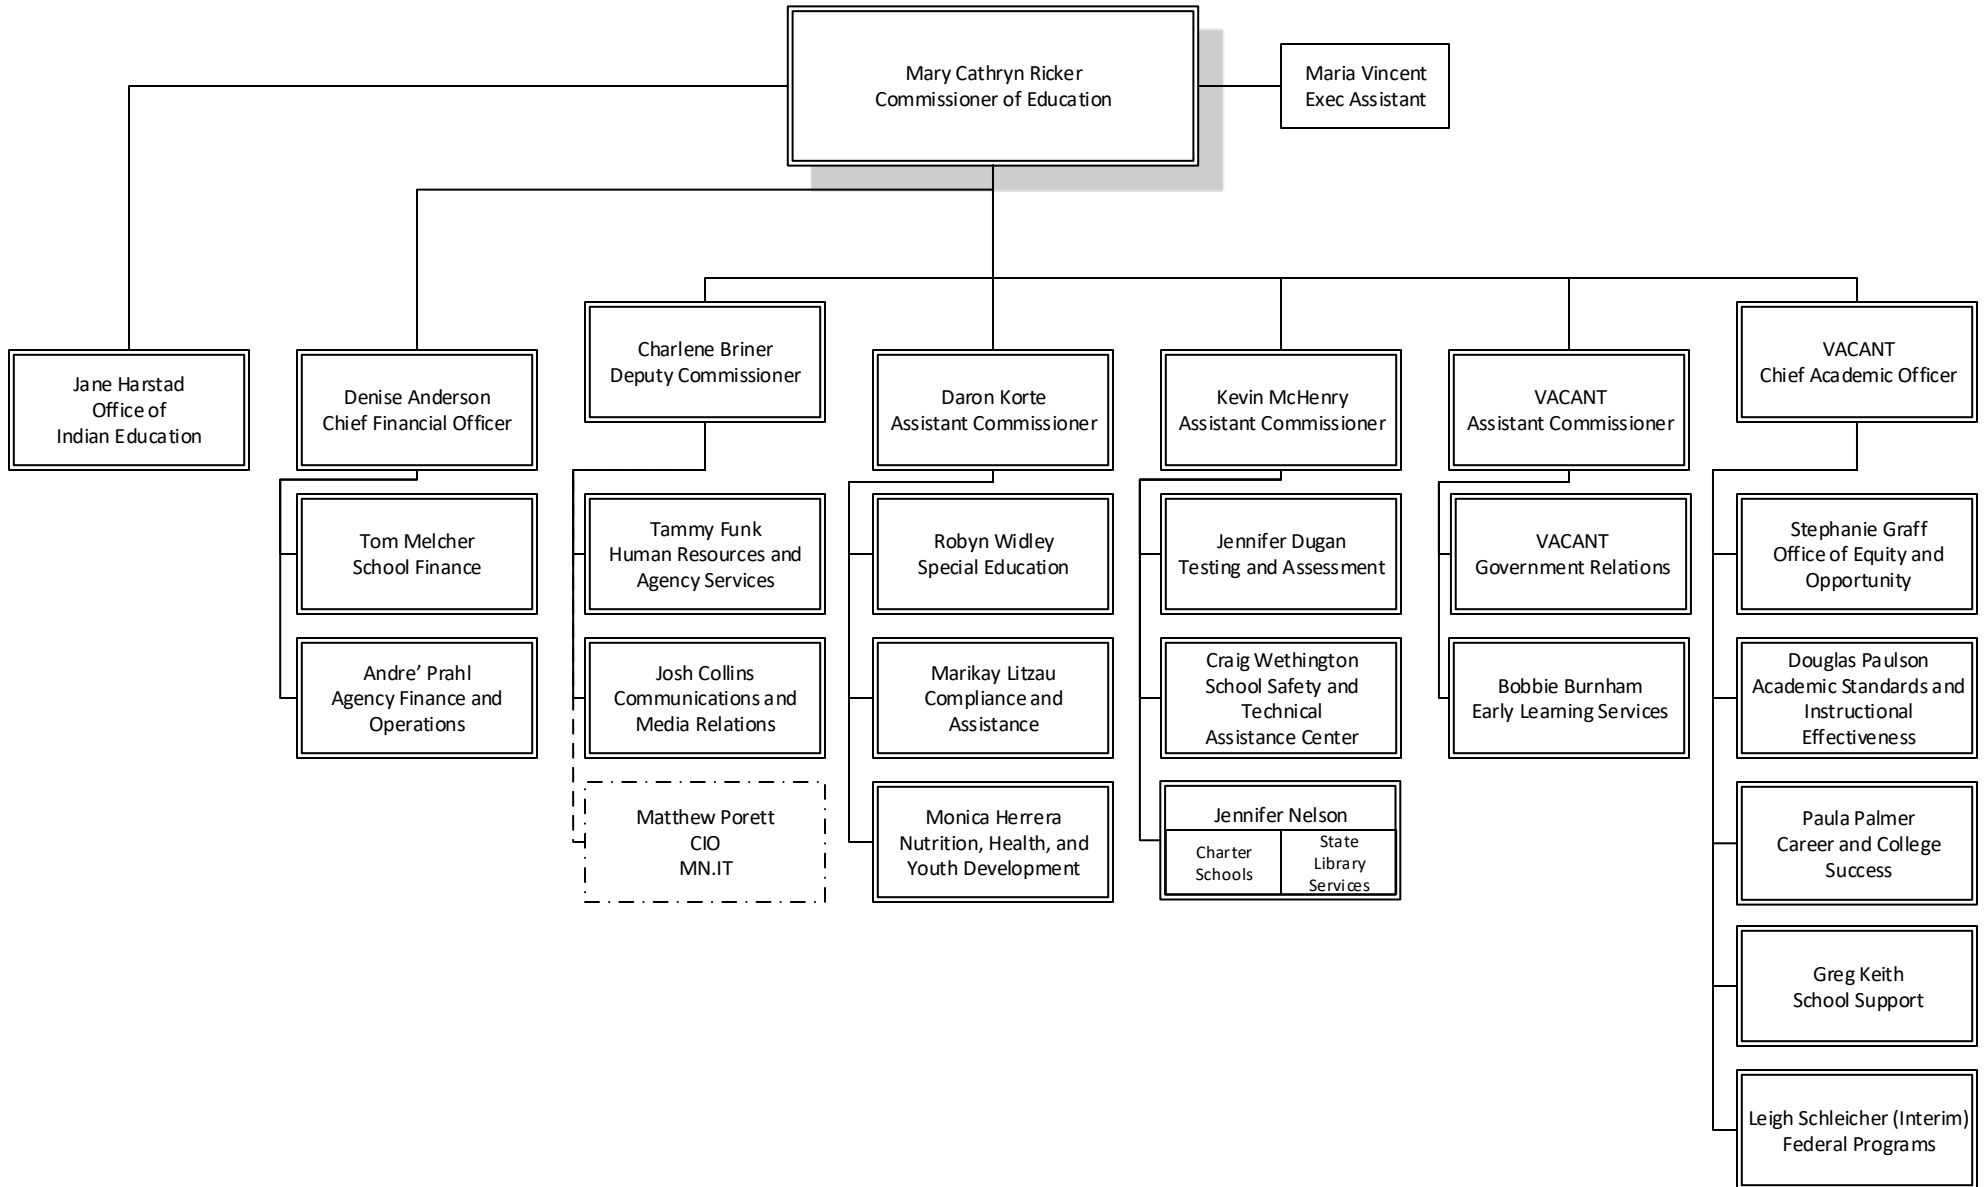 Mary Cathryn Ricker
Commissioner of Education
Maria Vincent
Exec Assistant
Jane Harstad
Office of
Indian Education
Denise Anderson
Chief Financial Officer
Charlene Briner
Deputy Commissioner
Daron Korte
Assistant Commissioner
Kevin McHenry
Assistant Commissioner
VACANT
Assistant Commissioner
VACANT
Chief Academic Officer
Tom Melcher
School Finance
Tammy Funk
Human Resources and
Agency Services
Robyn Widley
Special Education
Jennifer Dugan
Testing and Assessment
VACANT
Government Relations
Stephanie Graff
Office of Equity and
Opportunity
Andre’ Prahl
Agency Finance and
Operations
Josh Collins
Communications and
Media Relations
Marikay Litzau
Compliance and
Assistance
Craig Wethington
School Safety and
Technical
Assistance Center
Bobbie Burnham
Early Learning Services
Douglas Paulson
Academic Standards and
Instructional
Effectiveness
Matthew Porett
CIO
MN.IT
Monica Herrera
Nutrition, Health, and
Youth Development
Jennifer Nelson
Charter
Schools
State
Library
Services
Paula Palmer
Career and College
Success
Greg Keith
School Support
Leigh Schleicher (Interim)
Federal Programs